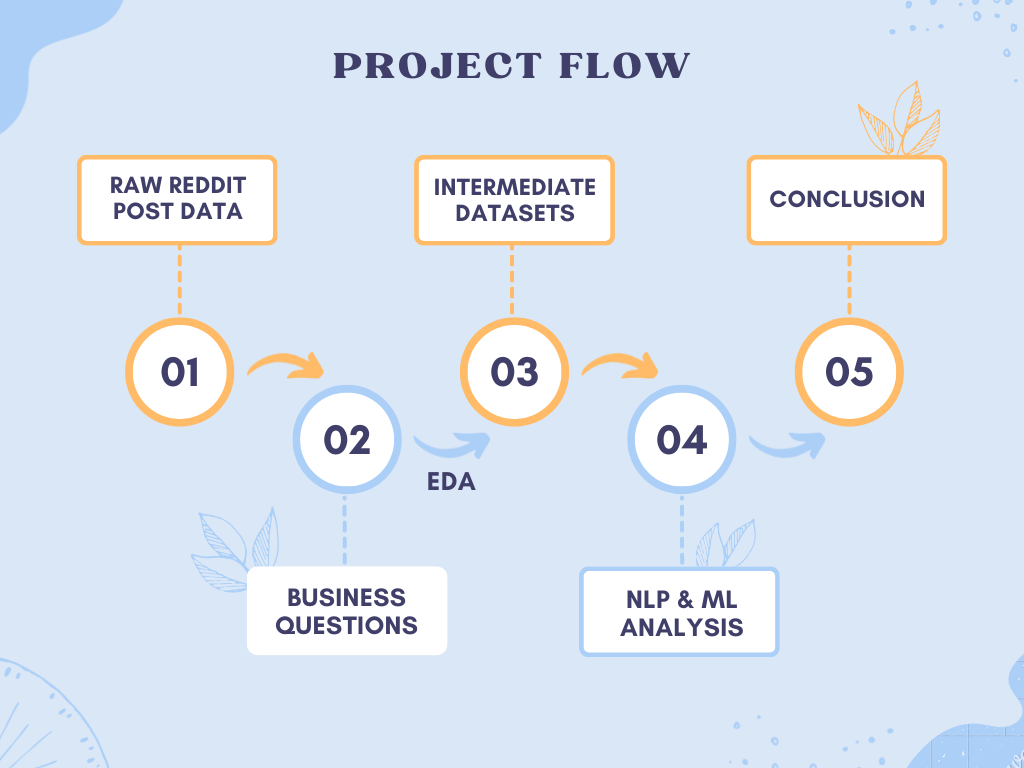 PROJECT FLOW
RAW REDDIT
POST DATA
INTERMEDIATE
DATASETS
CONCLUSION
01
03
05
02
04
EDA
BUSINESS
QUESTIONS
NLP & ML
ANALYSIS